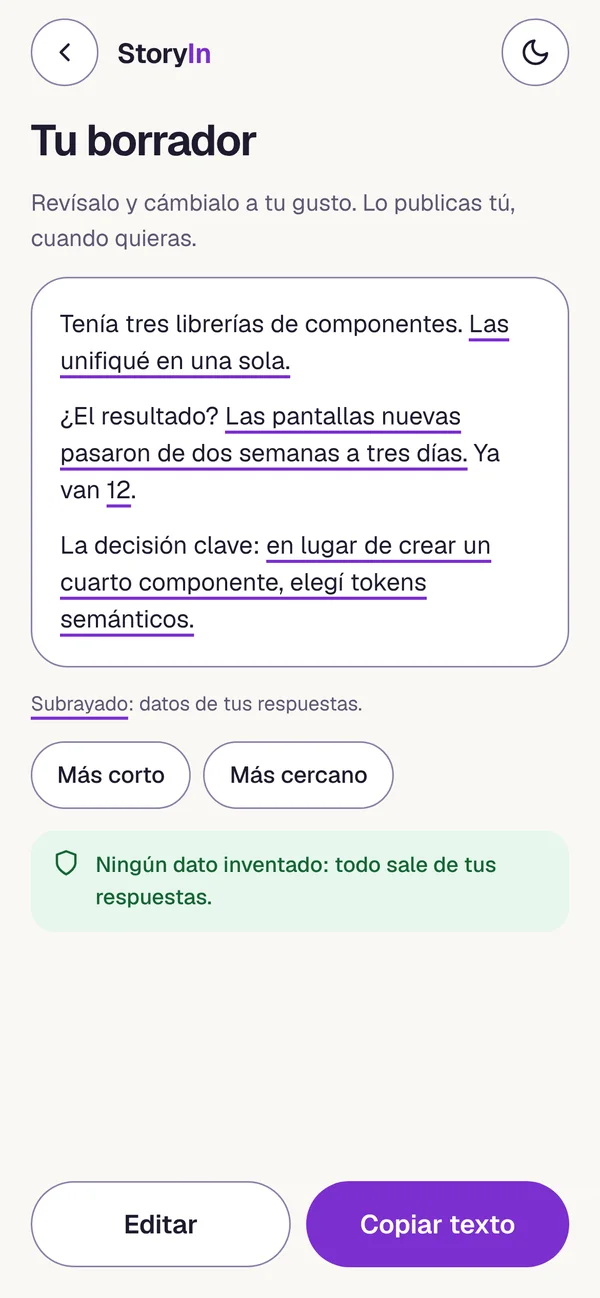 StoryIn
Tu borrador
Revísalo y cámbialo a tu gusto. Lo publicas tú,
cuando quieras.
Tenía tres librerías de componentes. Las
unifiqué en una sola.
¿El resultado? Las pantallas nuevas
pasaron de dos semanas a tres días. Ya
van 12.
La decisión clave: en lugar de crear un
cuarto componente, elegí tokens
semánticos.
Subrayado: datos de tus respuestas.
Más corto
Más cercano
Ningún dato inventado: todo sale de tus
respuestas.
Editar
Copiar texto